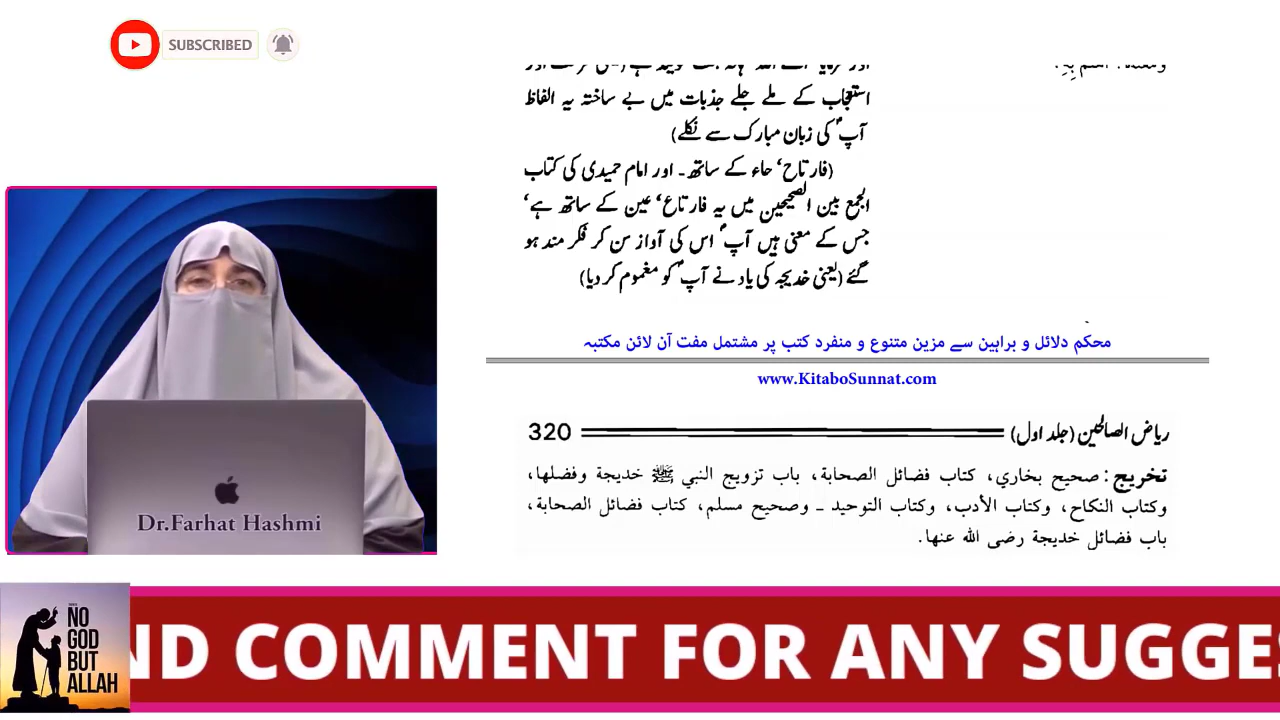 SUBSCRIBED
استعجاب کے ملے جلے جذبات میں بے ساختہ یہ الفاظ
آپؐ کی زبان مبارک سے نکلے)
(فارتاح، حاء کے ساتھ۔ اور امام حمیدی کی کتاب
الجمع بین الصحیحین میں یہ فارتاع، عین کے ساتھ ہے،
جس کے معنی ہیں آپؐ اس کی آواز سن کر فکر مند ہو
گئے (یعنی خدیجہ کی یاد نے آپؐ کو مغموم کر دیا)
محکم دلائل و براہین سے مزین متنوع و منفرد کتب پر مشتمل مفت آن لائن مکتبہ
www.KitaboSunnat.com
ریاض الصالحین (جلد اول) 320
تخريج: صحيح بخاري، كتاب فضائل الصحابة، باب تزويج النبي ﷺ خديجة وفضلها،
وكتاب النكاح، وكتاب الأدب، وكتاب التوحيد ـ وصحيح مسلم، كتاب فضائل الصحابة،
باب فضائل خديجة رضى الله عنها.
Dr.Farhat Hashmi
NO
GOD
BUT
ALLAH
ND COMMENT FOR ANY SUGGE